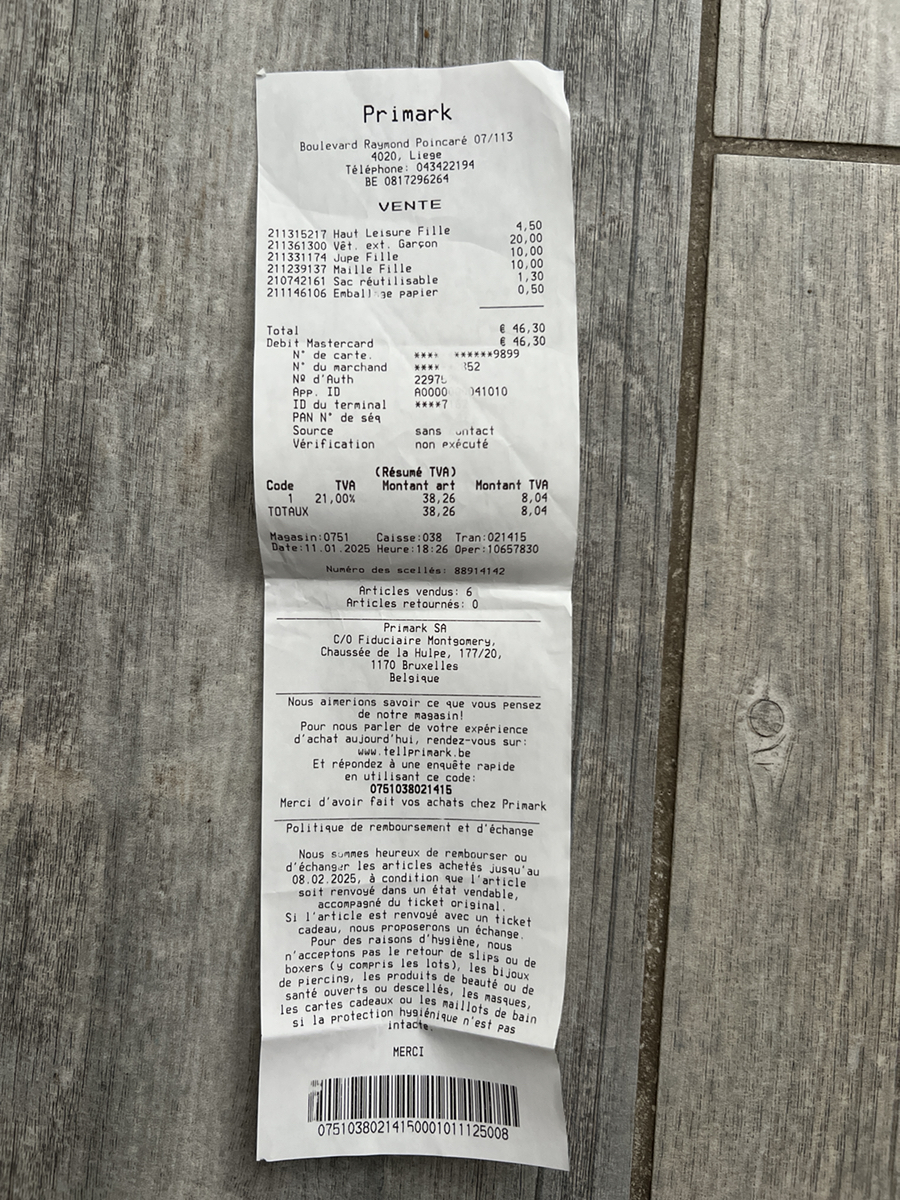 Primark
Boulevard Raymond Poincaré 07/113
4020, Liege
Téléphone: 043422194
BE 0817296264
VENTE
211315217 Haut Leisure Fille 4,50
211361300 Vêt. ext. Garçon 20,00
211331174 Jupe Fille 10,00
211239137 Maille Fille 10,00
210742161 Sac réutilisable 1,30
211146106 papier 0,50
Total € 46,30
Debit Mastercard € 46,30
N° de carte. **** ******9899
N° du marchand ****
Nº d'Auth
App. ID
ID du terminal ****7
PAN N° de séq
Source sans
Vérification non exécuté
(Résumé TVA)
Code TVA Montant art Montant TVA
1 21,00% 38,26 8,04
TOTAUX 38,26 8,04
Magasin:0751 Caisse:038 Tran:021415
Date:11.01.2025 Heure:18:26 Oper:10657830
Numéro des scellés: 88914142
Articles vendus: 6
Articles retournés: 0
Primark SA
C/O Fiduciaire Montgomery,
Chaussée de la Hulpe, 177/20,
1170 Bruxelles
Belgique
Nous aimerions savoir ce que vous pensez
de notre magasin!
Pour nous parler de votre expérience
d'achat aujourd'hui, rendez-vous sur:
www.tellprimark.be
Et répondez à une enquête rapide
en utilisant ce code:
0751038021415
Merci d'avoir fait vos achats chez Primark
Politique de remboursement et d'échange
Nous sommes heureux de rembourser ou
d'échanger les articles achetés jusqu'au
08.02.2025, à condition que l'article
soit renvoyé dans un état vendable,
accompagné du ticket original.
Si l'article est renvoyé avec un ticket
cadeau, nous proposerons un échange.
Pour des raisons d'hygiène, nous
n'acceptons pas le retour de slips ou de
boxers (y compris les lots), les bijoux
de piercing, les produits de beauté ou de
santé ouverts ou descellés, les masques,
les cartes cadeaux ou les maillots de bain
si la protection hygiénique n'est pas
intacte.
MERCI
07510380214150001011125008